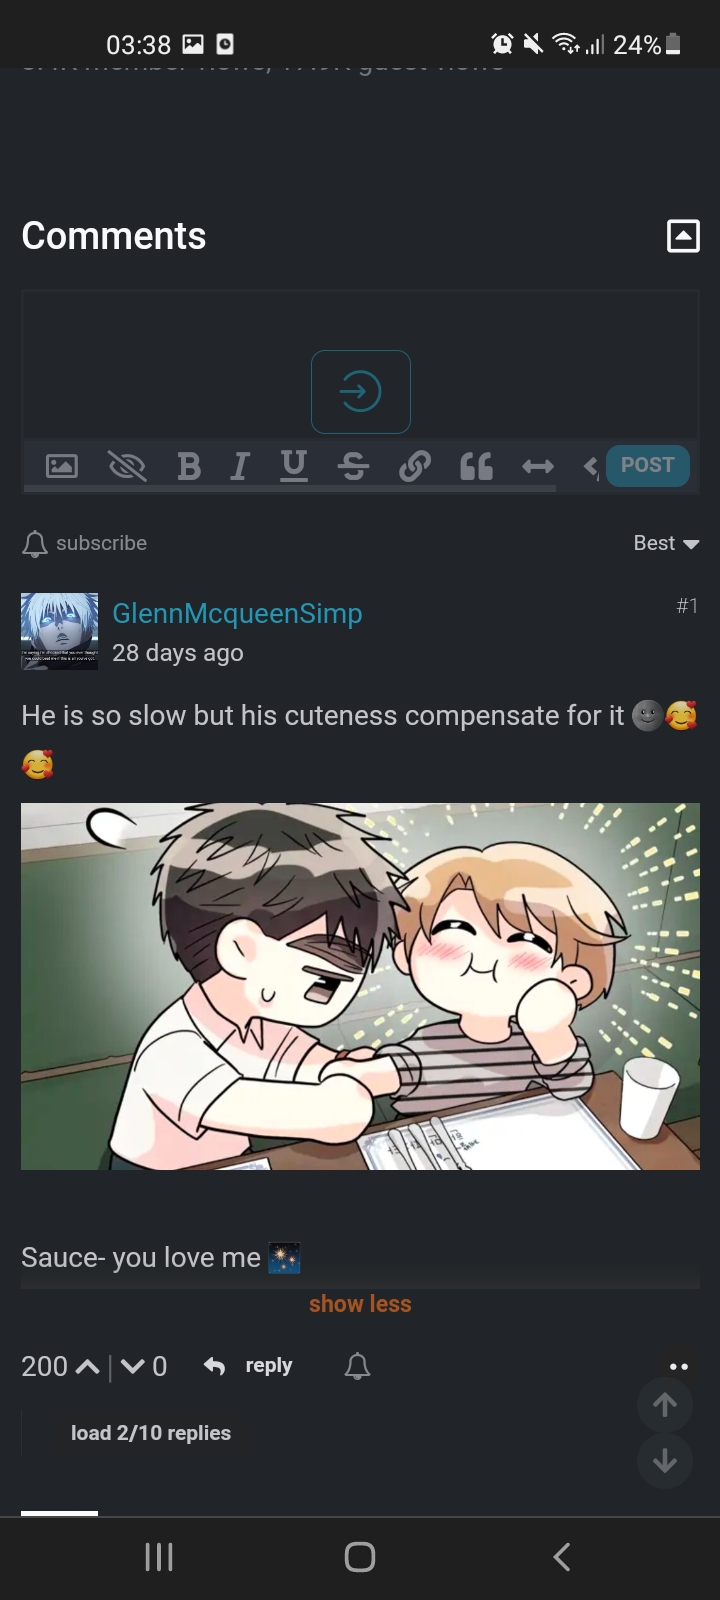 03:38
24%
Comments
POST
subscribe
Best
GlennMcqueenSimp
#1
28 days ago
He is so slow but his cuteness compensate for it 🌚🥰
🥰
Sauce- you love me 🎆
show less
200 | 0 reply
load 2/10 replies